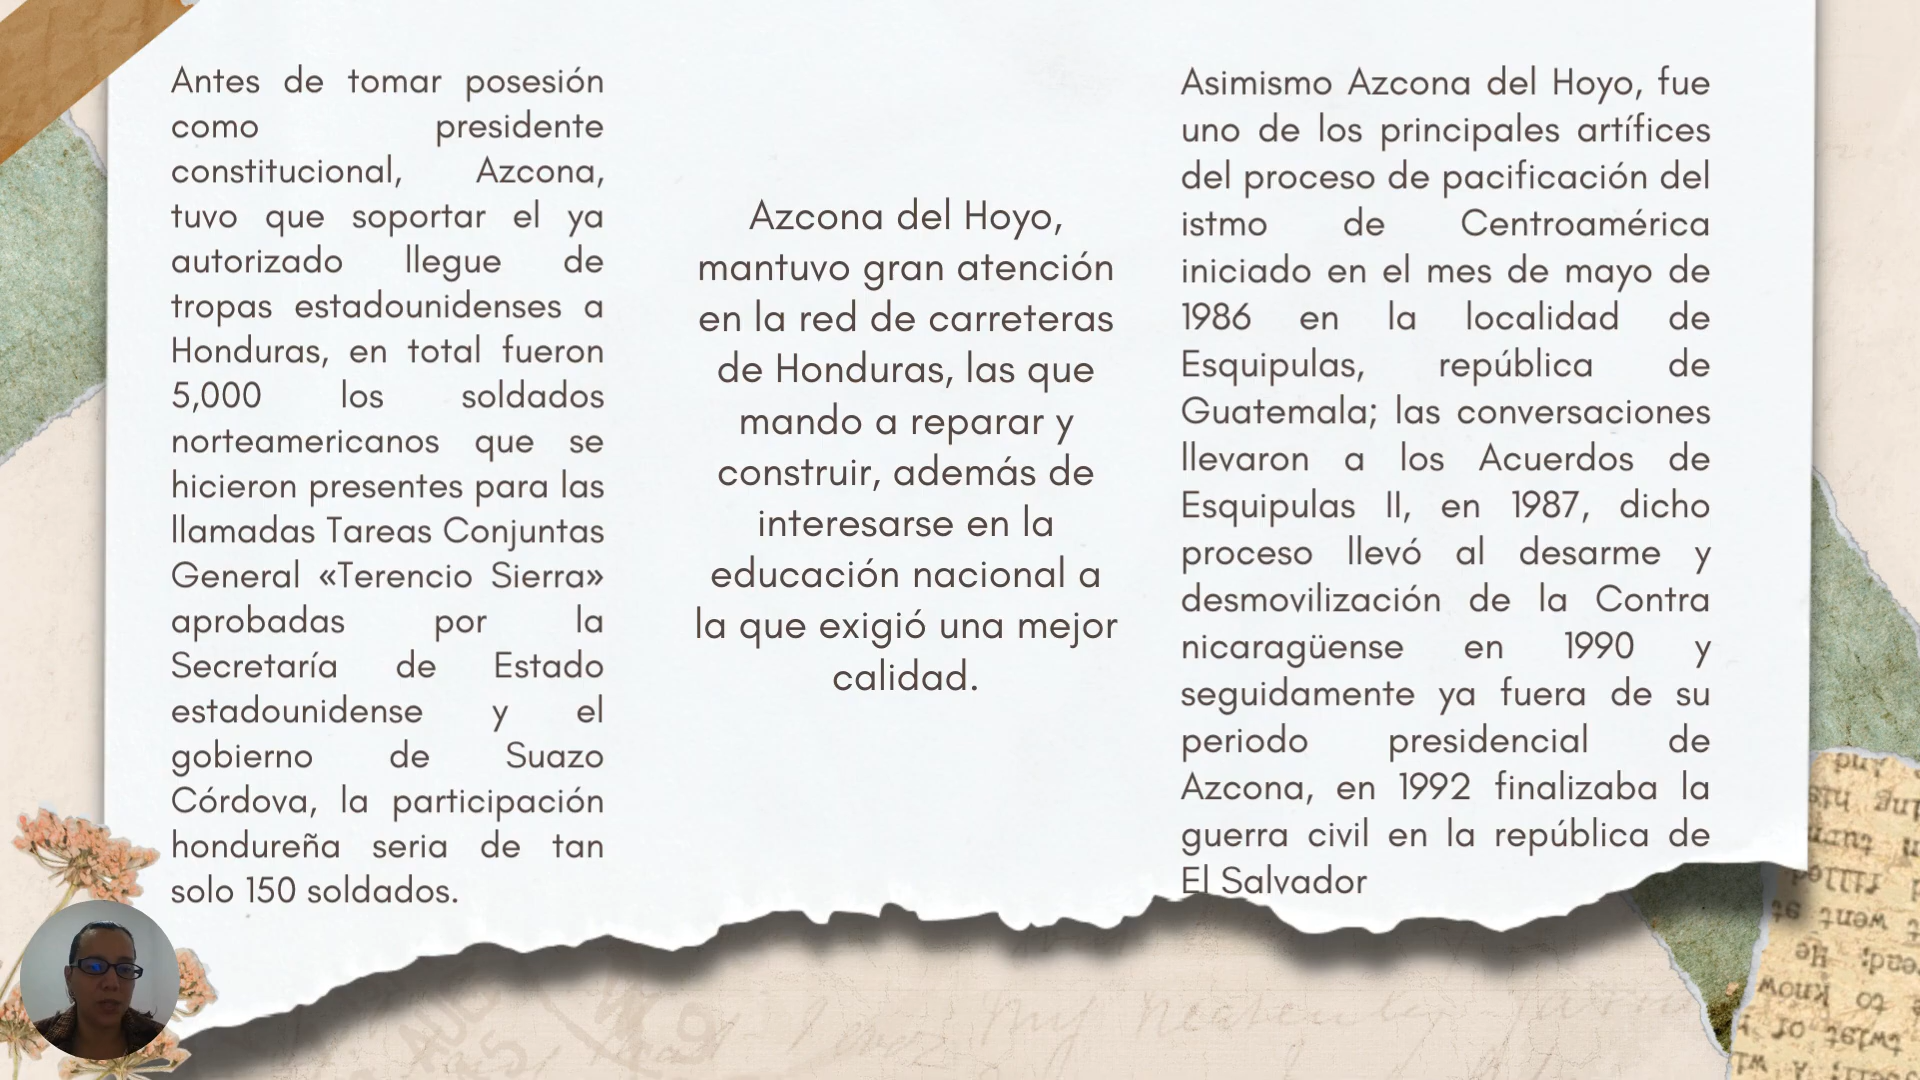 Antes de tomar posesión
como presidente
constitucional, Azcona,
tuvo que soportar el ya
autorizado llegue de
tropas estadounidenses a
Honduras, en total fueron
5,000 los soldados
norteamericanos que se
hicieron presentes para las
llamadas Tareas Conjuntas
General «Terencio Sierra»
aprobadas por la
Secretaría de Estado
estadounidense y el
gobierno de Suazo
Córdova, la participación
hondureña seria de tan
solo 150 soldados.
Azcona del Hoyo,
mantuvo gran atención
en la red de carreteras
de Honduras, las que
mando a reparar y
construir, además de
interesarse en la
educación nacional a
la que exigió una mejor
calidad.
Asimismo Azcona del Hoyo, fue
uno de los principales artífices
del proceso de pacificación del
istmo de Centroamérica
iniciado en el mes de mayo de
1986 en la localidad de
Esquipulas, república de
Guatemala; las conversaciones
llevaron a los Acuerdos de
Esquipulas II, en 1987, dicho
proceso llevó al desarme y
desmovilización de la Contra
nicaragüense en 1990 y
seguidamente ya fuera de su
periodo presidencial de
Azcona, en 1992 finalizaba la
guerra civil en la república de
El Salvador